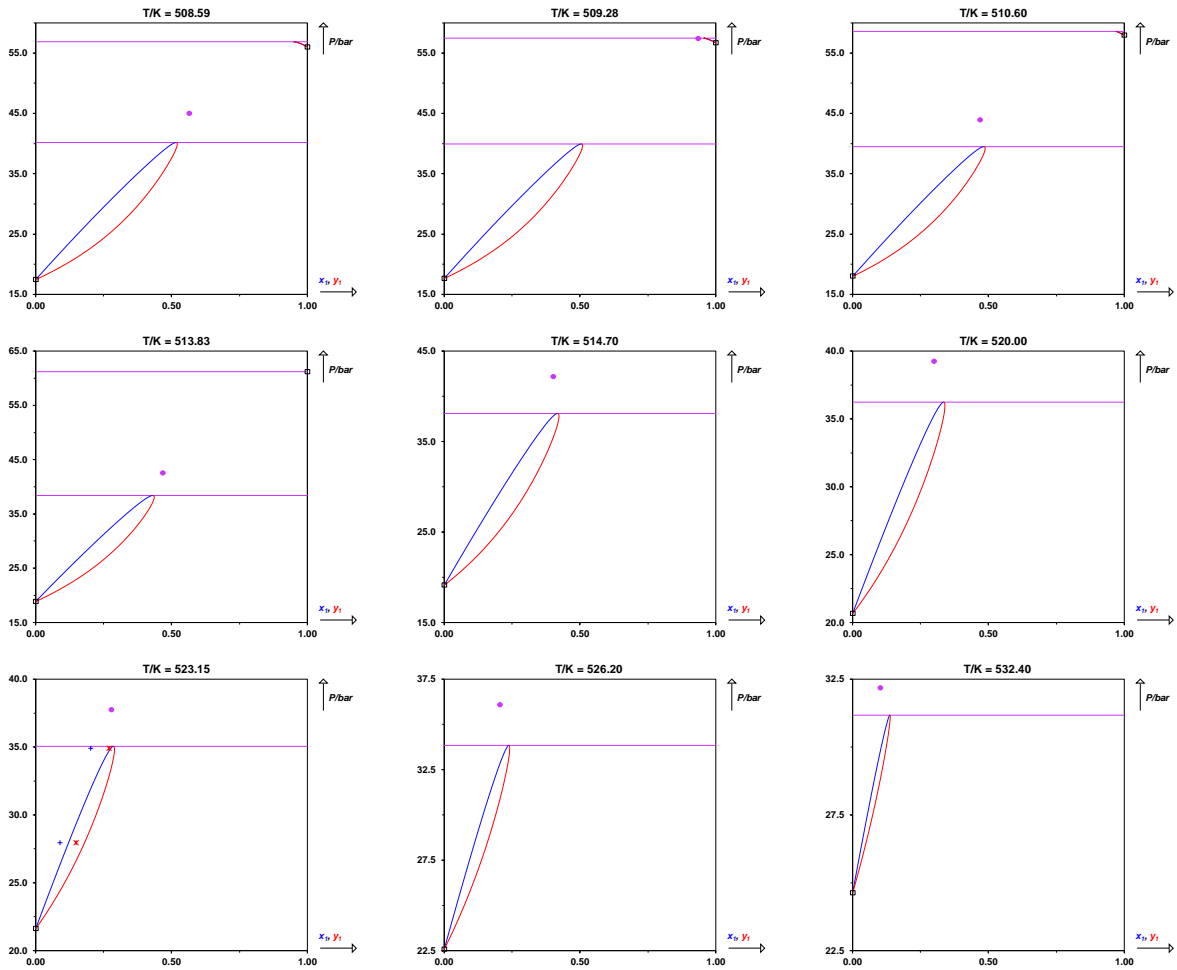 T/K = 508.59
P/bar
55.0
45.0
35.0
25.0
15.0
0.00
0.50
1.00
x₁, y₁
T/K = 509.28
P/bar
55.0
45.0
35.0
25.0
15.0
0.00
0.50
1.00
x₁, y₁
T/K = 510.60
P/bar
55.0
45.0
35.0
25.0
15.0
0.00
0.50
1.00
x₁, y₁
T/K = 513.83
P/bar
65.0
55.0
45.0
35.0
25.0
15.0
0.00
0.50
1.00
x₁, y₁
T/K = 514.70
P/bar
45.0
35.0
25.0
15.0
0.00
0.50
1.00
x₁, y₁
T/K = 520.00
P/bar
40.0
35.0
30.0
25.0
20.0
0.00
0.50
1.00
x₁, y₁
T/K = 523.15
P/bar
40.0
35.0
30.0
25.0
20.0
0.00
0.50
1.00
x₁, y₁
T/K = 526.20
P/bar
37.5
32.5
27.5
22.5
0.00
0.50
1.00
x₁, y₁
T/K = 532.40
P/bar
32.5
27.5
22.5
0.00
0.50
1.00
x₁, y₁